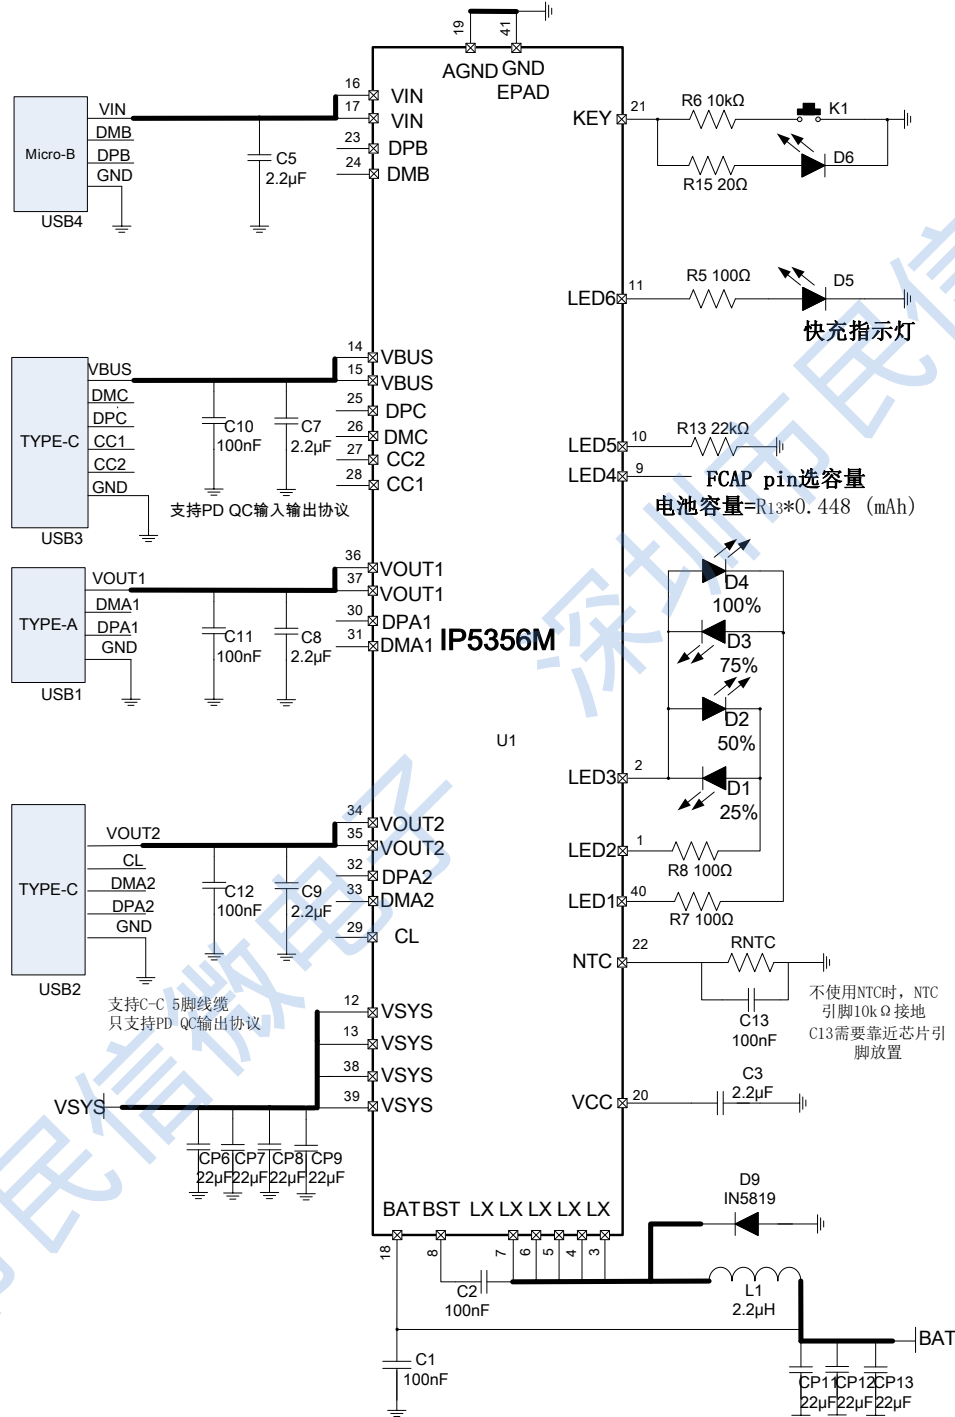 19
41
AGND
GND
EPAD
16
17
VIN
VIN
23
DPB
24
DMB
Micro-B
VIN
DMB
DPB
GND
USB4
C5
2.2μF
KEY
21
R6 10kΩ
K1
D6
R15 20Ω
LED6
11
R5 100Ω
D5
快充指示灯
TYPE-C
VBUS
DMC
DPC
CC1
CC2
GND
USB3
C10
100nF
C7
2.2μF
支持PD QC输入输出协议
14
VBUS
15
VBUS
25
DPC
26
DMC
27
CC2
28
CC1
LED5
10
R13 22kΩ
LED4
9
FCAP pin选容量
电池容量=R13*0.448 (mAh)
TYPE-A
VOUT1
DMA1
DPA1
GND
USB1
C11
100nF
C8
2.2μF
36
VOUT1
37
VOUT1
30
DPA1
31
DMA1
IP5356M
U1
D4
100%
D3
75%
D2
50%
D1
25%
LED3
2
LED2
1
R8 100Ω
LED1
40
R7 100Ω
TYPE-C
VOUT2
CL
DMA2
DPA2
GND
USB2
C12
100nF
C9
2.2μF
34
VOUT2
35
VOUT2
32
DPA2
33
DMA2
29
CL
支持C-C 5脚线缆
只支持PD QC输出协议
NTC
22
RNTC
C13
100nF
不使用NTC时，NTC
引脚10kΩ接地
C13需要靠近芯片引
脚放置
12
VSYS
13
VSYS
38
VSYS
39
VSYS
VSYS
CP6
22μF
CP7
22μF
CP8
22μF
CP9
22μF
VCC
20
C3
2.2μF
BAT
BST
LX
LX
LX
LX
LX
18
8
7
6
5
4
3
D9
IN5819
C2
100nF
L1
2.2μH
BAT
C1
100nF
CP11
22μF
CP12
22μF
CP13
22μF
深圳市民信微电子